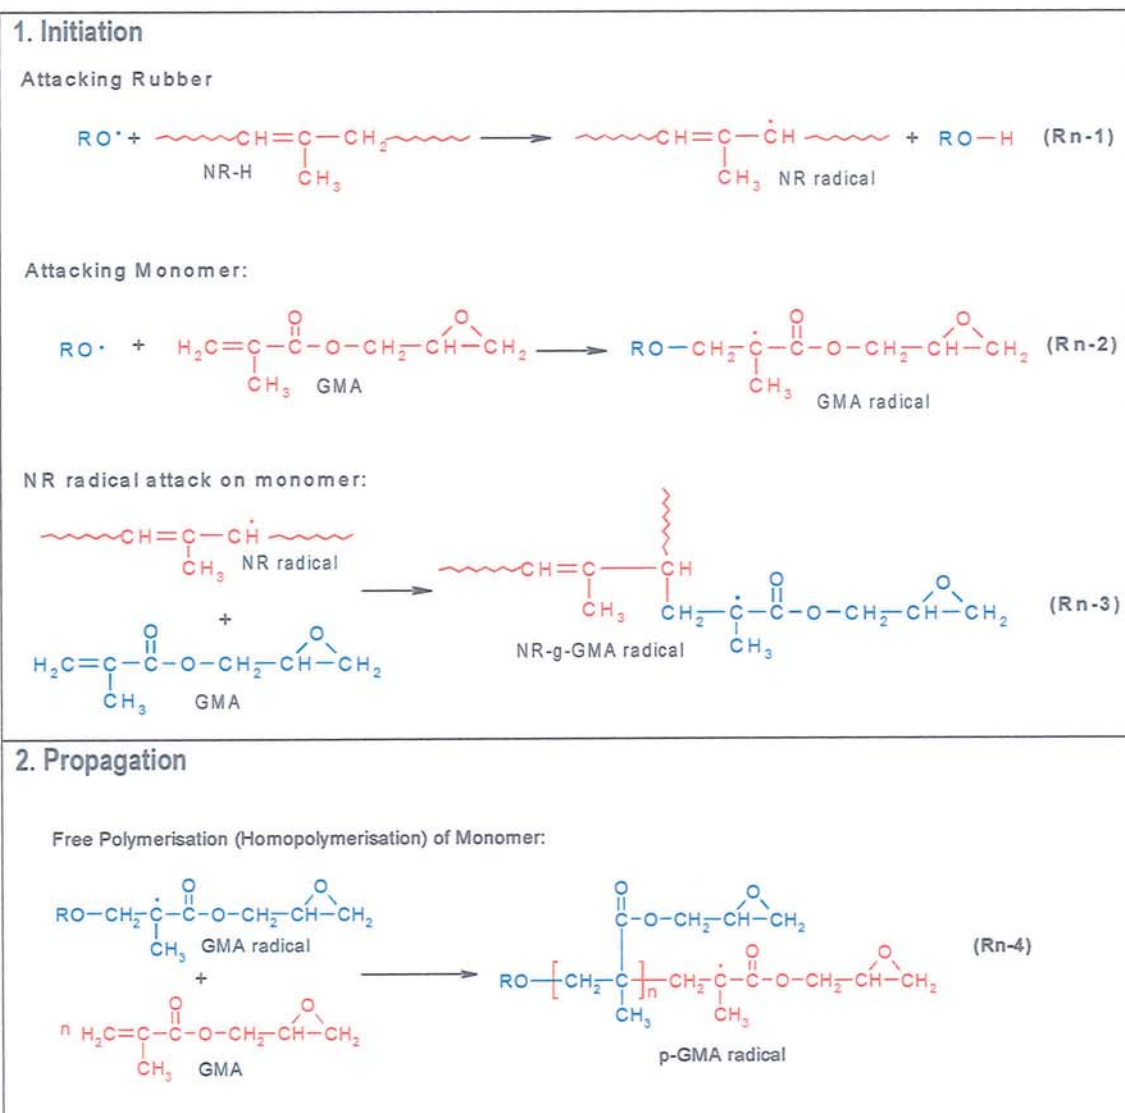 1. Initiation
Attacking Rubber
RO• + CH=C—CH2 → CH=C—ĊH + RO—H (Rn-1)
NR-H CH3 CH3 NR radical
Attacking Monomer:
O O O O
RO• + H2C=C—C—O—CH2—CH—CH2 → RO—CH2—Ċ—C—O—CH2—CH—CH2 (Rn-2)
CH3 GMA CH3 GMA radical
NR radical attack on monomer:
CH=C—ĊH
CH3 NR radical
CH=C—CH
CH3 O O
CH2—Ċ—C—O—CH2—CH—CH2 (Rn-3)
NR-g-GMA radical CH3
+
O O
H2C=C—C—O—CH2—CH—CH2
CH3 GMA
2. Propagation
Free Polymerisation (Homopolymerisation) of Monomer:
O O
RO—CH2—Ċ—C—O—CH2—CH—CH2
CH3 GMA radical
+
O O
n H2C=C—C—O—CH2—CH—CH2
CH3 GMA
O O
C—O—CH2—CH—CH2
(Rn-4)
O O
RO—[CH2—C]n—CH2—Ċ—C—O—CH2—CH—CH2
CH3 CH3
p-GMA radical